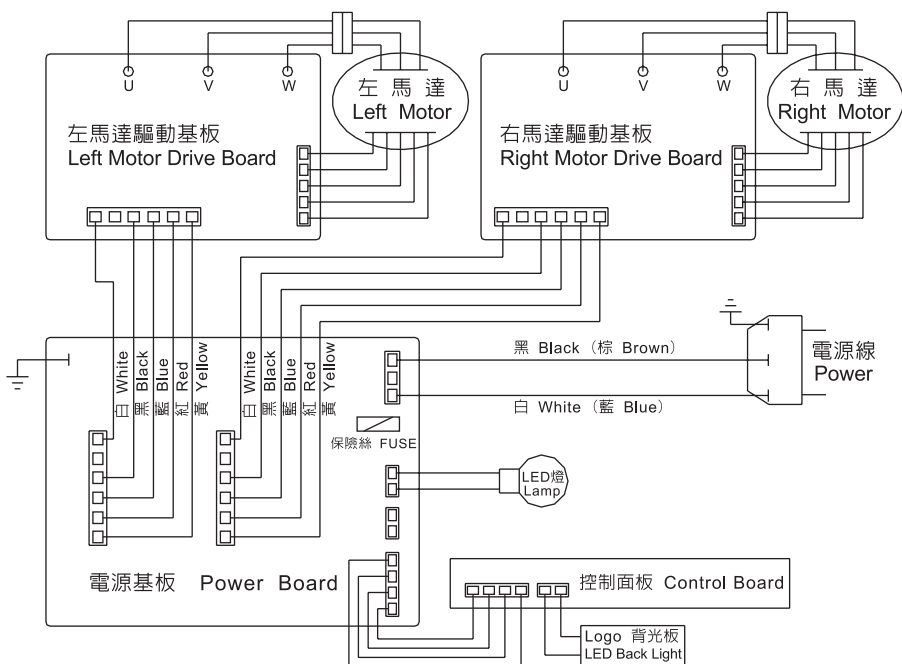 U
V
W
左 馬 達
Left Motor
左馬達驅動基板
Left Motor Drive Board
U
V
W
右 馬 達
Right Motor
右馬達驅動基板
Right Motor Drive Board
白 White
黑 Black
藍 Blue
紅 Red
黃 Yellow
白 White
黑 Black
藍 Blue
紅 Red
黃 Yellow
黑 Black (棕 Brown)
白 White (藍 Blue)
電源線
Power
保險絲 FUSE
LED燈
Lamp
電源基板 Power Board
控制面板 Control Board
Logo 背光板
LED Back Light